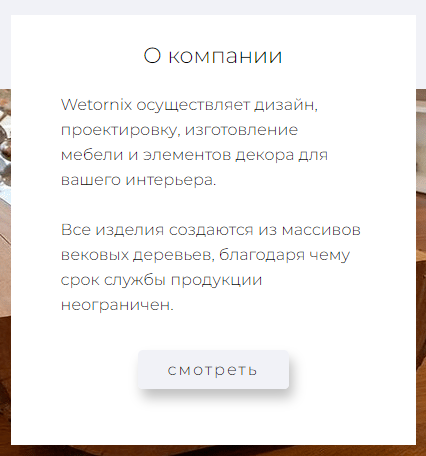 О компании
Wetornix осуществляет дизайн,
проектировку, изготовление
мебели и элементов декора для
вашего интерьера.
Все изделия создаются из массивов
вековых деревьев, благодаря чему
срок службы продукции
неограничен.
смотреть